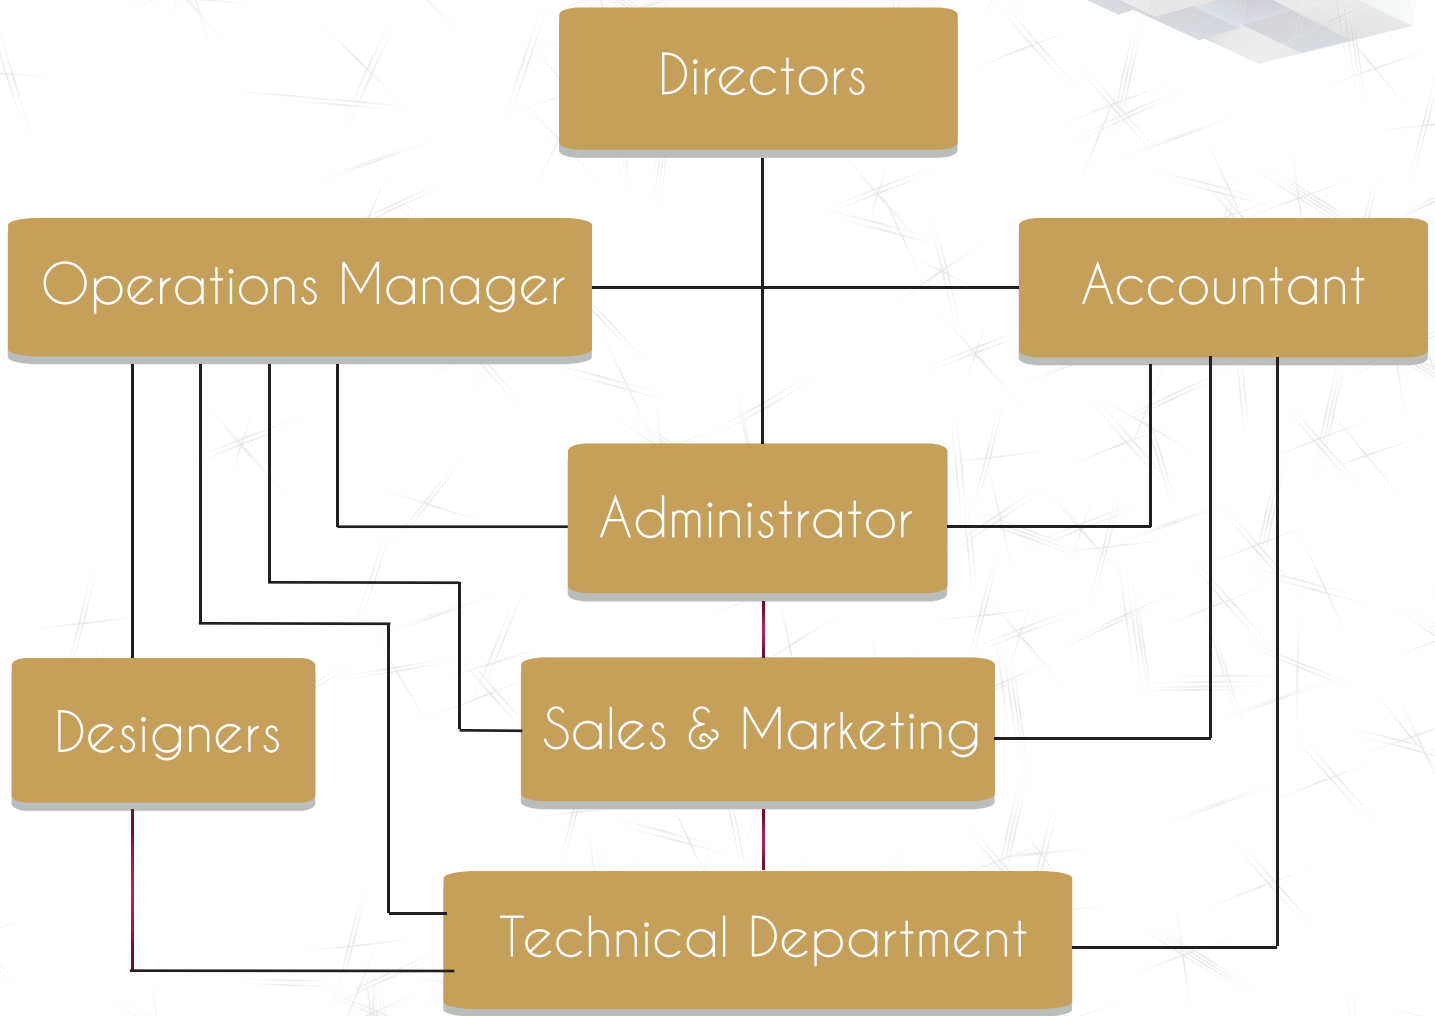 Directors
Operations Manager
Accountant
Administrator
Designers
Sales & Marketing
Technical Department